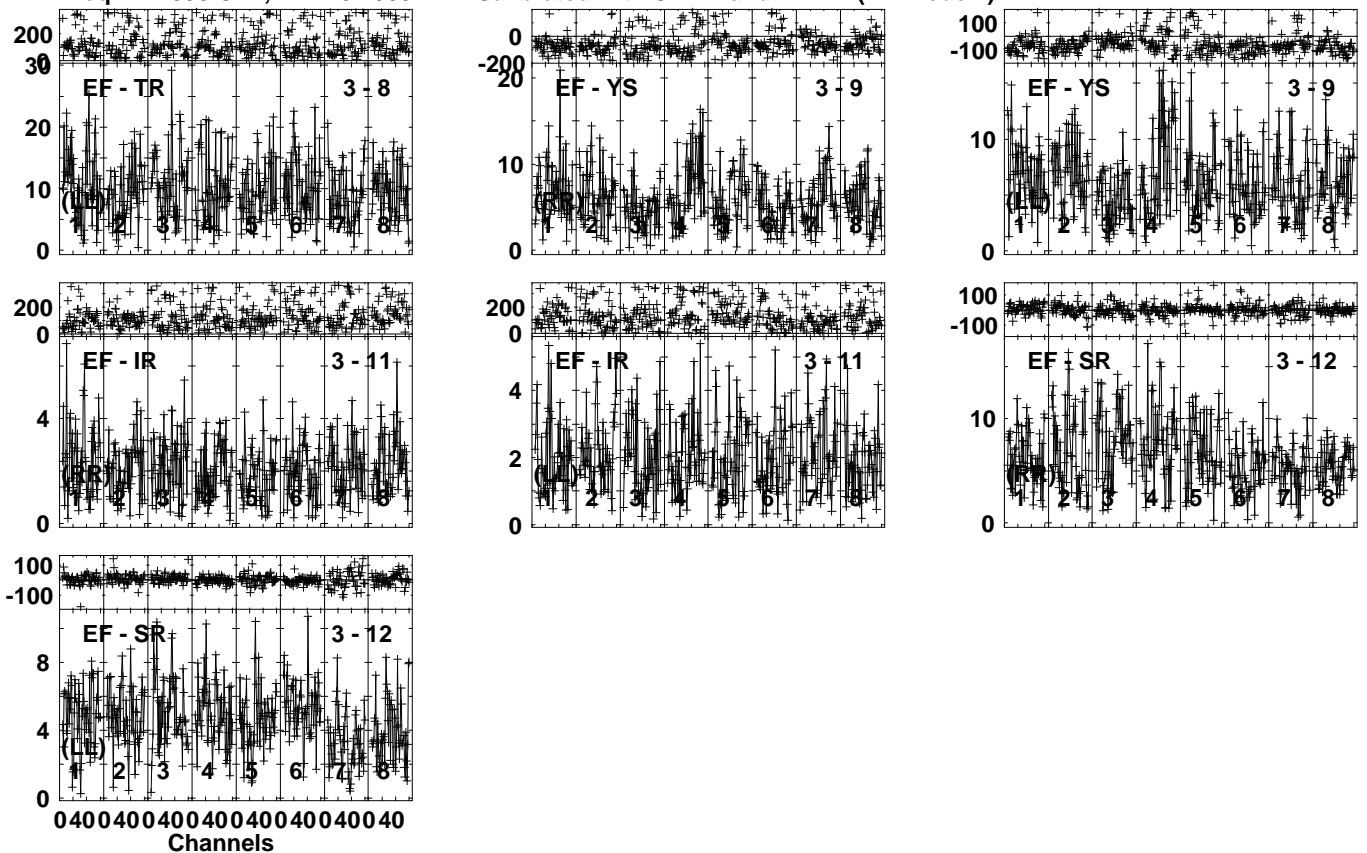 200
0
30
20
10
0
EF - TR 3 - 8
(LL)
1 2 3 4 5 6 7 8
0
-200
20
10
0
EF - YS 3 - 9
(RR)
1 2 3 4 5 6 7 8
100
-100
10
0
EF - YS 3 - 9
(LL)
1 2 3 4 5 6 7 8
200
0
4
0
EF - IR 3 - 11
(RR)
1 2 3 4 5 6 7 8
200
0
4
2
0
EF - IR 3 - 11
(LL)
1 2 3 4 5 6 7 8
100
-100
10
0
EF - SR 3 - 12
(RR)
1 2 3 4 5 6 7 8
100
-100
8
4
0
EF - SR 3 - 12
(LL)
1 2 3 4 5 6 7 8
0 40 0 40 0 40 0 40 0 40 0 40 0 40 0 40
Channels